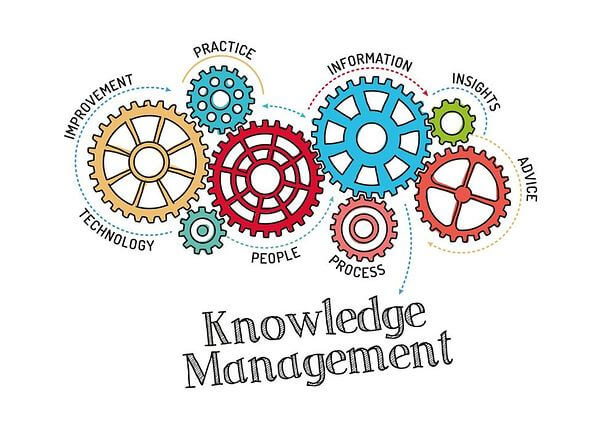 PRACTICE
INFORMATION
IMPROVEMENT
INSIGHTS
ADVICE
TECHNOLOGY
PEOPLE
PROCESS
Knowledge
Management